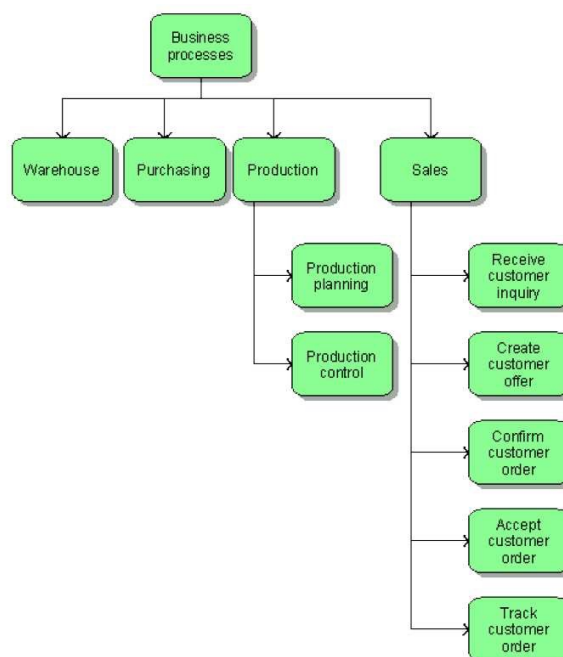 Business
processes
Warehouse
Purchasing
Production
Sales
Production
planning
Production
control
Receive
customer
inquiry
Create
customer
offer
Confirm
customer
order
Accept
customer
order
Track
customer
order